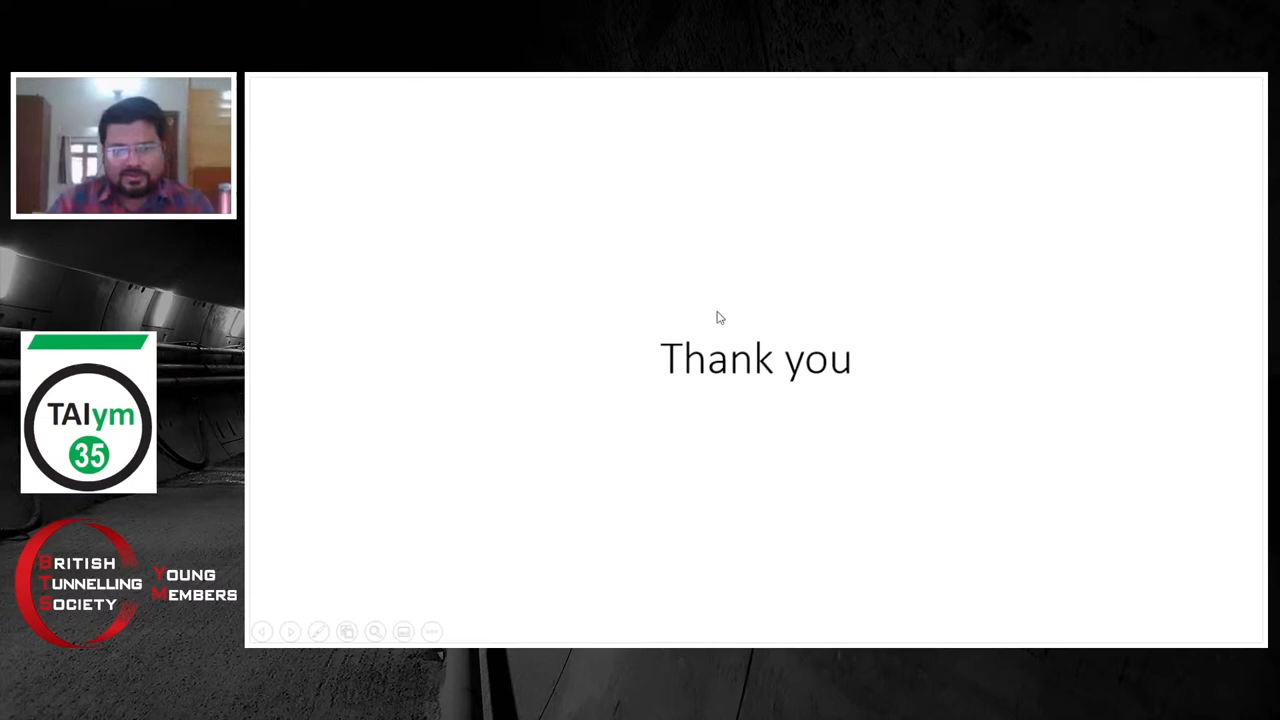 TAIym
35
BRITISH
TUNNELLING
SOCIETY
YOUNG
MEMBERS
Thank you